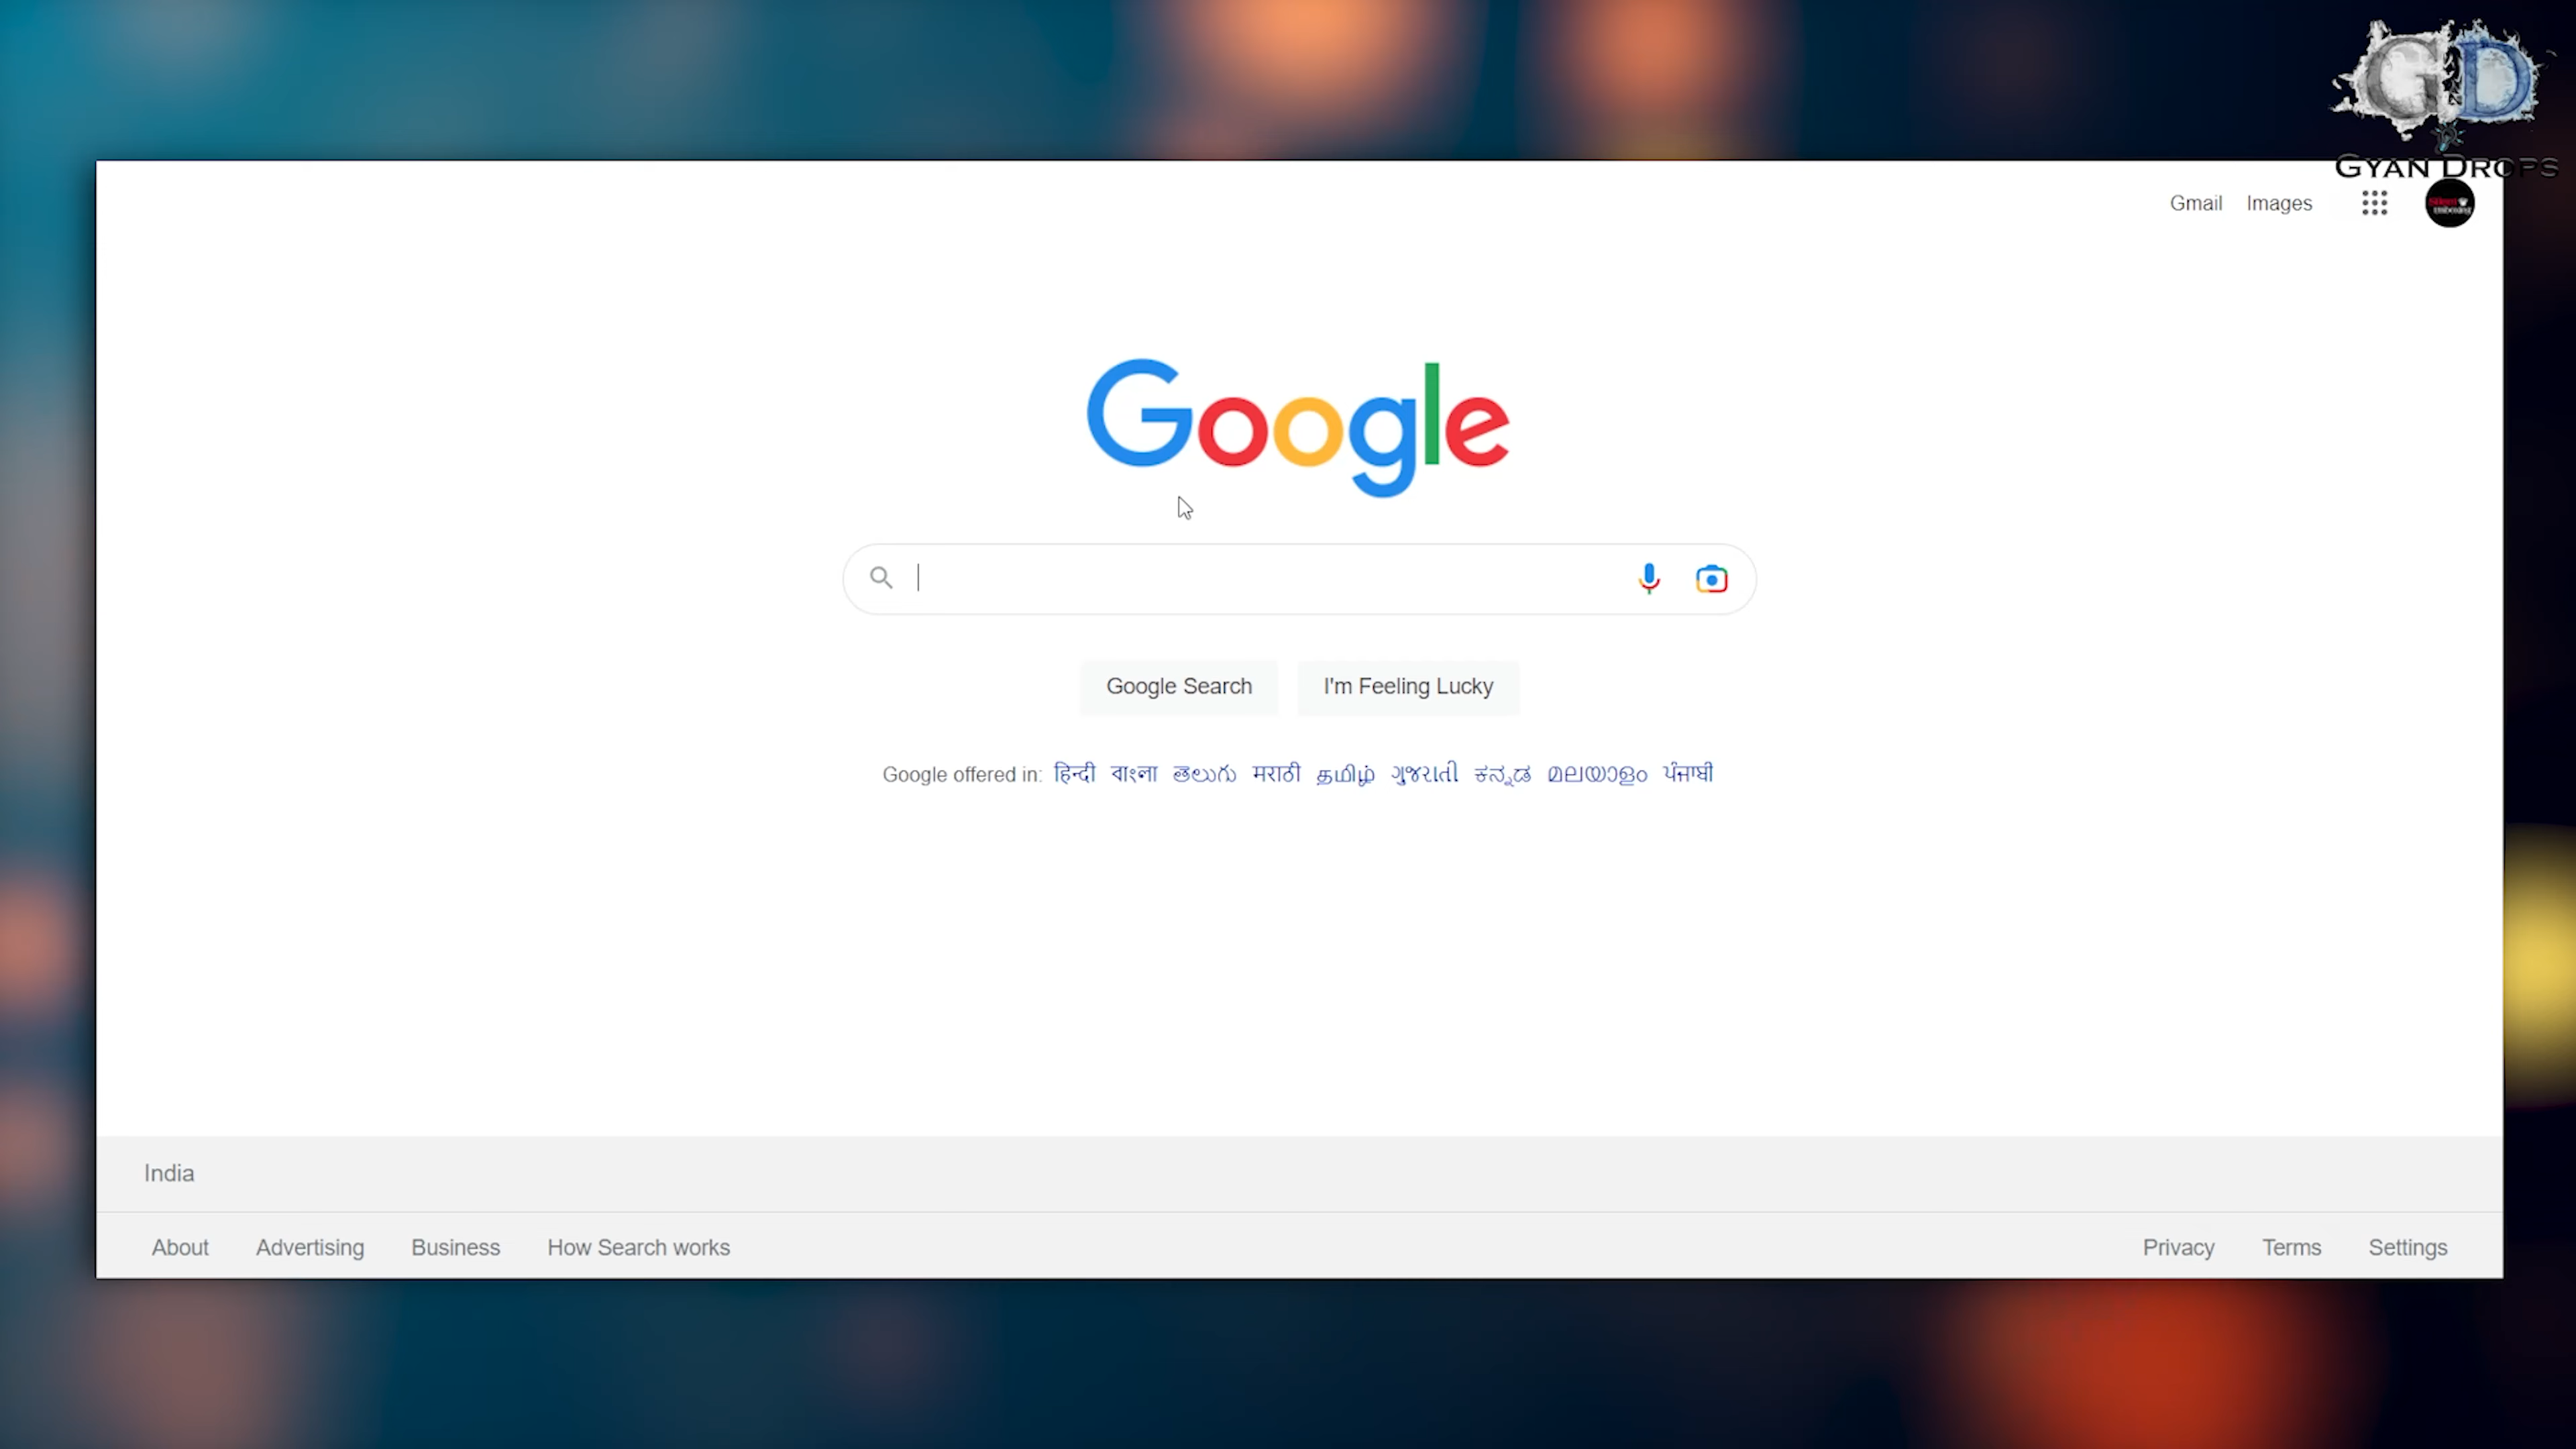 GD
GYAN DROPS
Gmail Images
Google
Google Search I'm Feeling Lucky
Google offered in: हिन्दी বাংলা తెలుగు मराठी தமிழ் ગુજરાતી ಕನ್ನಡ മലയാളം ਪੰਜਾਬੀ
India
About Advertising Business How Search works Privacy Terms Settings